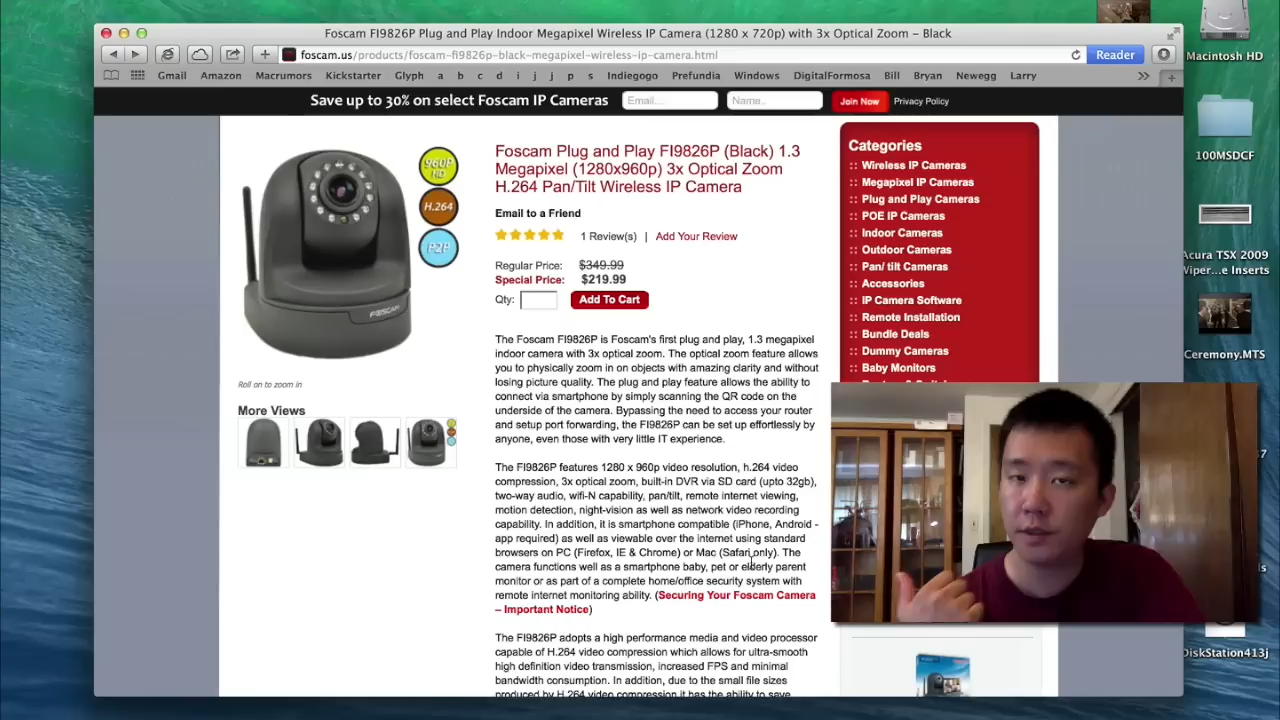 Foscam FI9826P Plug and Play Indoor Megapixel Wireless IP Camera (1280 x 720p) with 3x Optical Zoom – Black
foscam.us/products/foscam-fi9826p-black-megapixel-wireless-ip-camera.html
Reader
Gmail Amazon Macrumors Kickstarter Glyph a b c d i j j p s Indiegogo Prefundia Windows DigitalFormosa Bill Bryan Newegg Larry
Save up to 30% on select Foscam IP Cameras
Email...
Name..
Join Now
Privacy Policy
960P
HD
H.264
P2P
FOSCAM
Roll on to zoom in
More Views
Foscam Plug and Play FI9826P (Black) 1.3
Megapixel (1280x960p) 3x Optical Zoom
H.264 Pan/Tilt Wireless IP Camera
Email to a Friend
1 Review(s) | Add Your Review
Regular Price: $349.99
Special Price: $219.99
Qty:
Add To Cart
The Foscam FI9826P is Foscam's first plug and play, 1.3 megapixel
indoor camera with 3x optical zoom. The optical zoom feature allows
you to physically zoom in on objects with amazing clarity and without
losing picture quality. The plug and play feature allows the ability to
connect via smartphone by simply scanning the QR code on the
underside of the camera. Bypassing the need to access your router
and setup port forwarding, the FI9826P can be set up effortlessly by
anyone, even those with very little IT experience.
The FI9826P features 1280 x 960p video resolution, h.264 video
compression, 3x optical zoom, built-in DVR via SD card (upto 32gb),
two-way audio, wifi-N capability, pan/tilt, remote internet viewing,
motion detection, night-vision as well as network video recording
capability. In addition, it is smartphone compatible (iPhone, Android -
app required) as well as viewable over the internet using standard
browsers on PC (Firefox, IE & Chrome) or Mac (Safari only). The
camera functions well as a smartphone baby, pet or elderly parent
monitor or as part of a complete home/office security system with
remote internet monitoring ability. (Securing Your Foscam Camera
– Important Notice)
The FI9826P adopts a high performance media and video processor
capable of H.264 video compression which allows for ultra-smooth
high definition video transmission, increased FPS and minimal
bandwidth consumption. In addition, due to the small file sizes
produced by H.264 video compression it has the ability to save
Categories
:: Wireless IP Cameras
:: Megapixel IP Cameras
:: Plug and Play Cameras
:: POE IP Cameras
:: Indoor Cameras
:: Outdoor Cameras
:: Pan/ tilt Cameras
:: Accessories
:: IP Camera Software
:: Remote Installation
:: Bundle Deals
:: Dummy Cameras
:: Baby Monitors
Macintosh HD
100MSDCF
Acura TSX 2009
Wiper...e Inserts
Ceremony.MTS
DiskStation413j